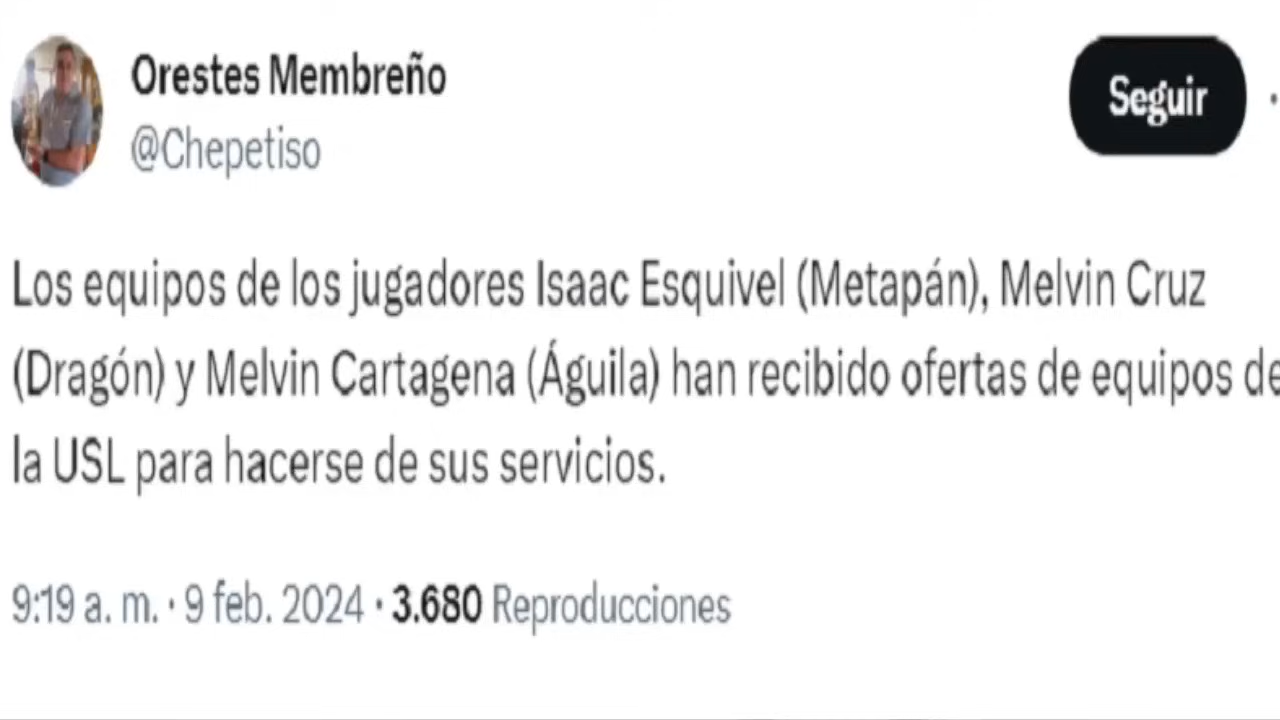 Orestes Membreño
@Chepetiso
Seguir
Los equipos de los jugadores Isaac Esquivel (Metapán), Melvin Cruz
(Dragón) y Melvin Cartagena (Águila) han recibido ofertas de equipos de
la USL para hacerse de sus servicios.
9:19 a. m. · 9 feb. 2024 · 3.680 Reproducciones